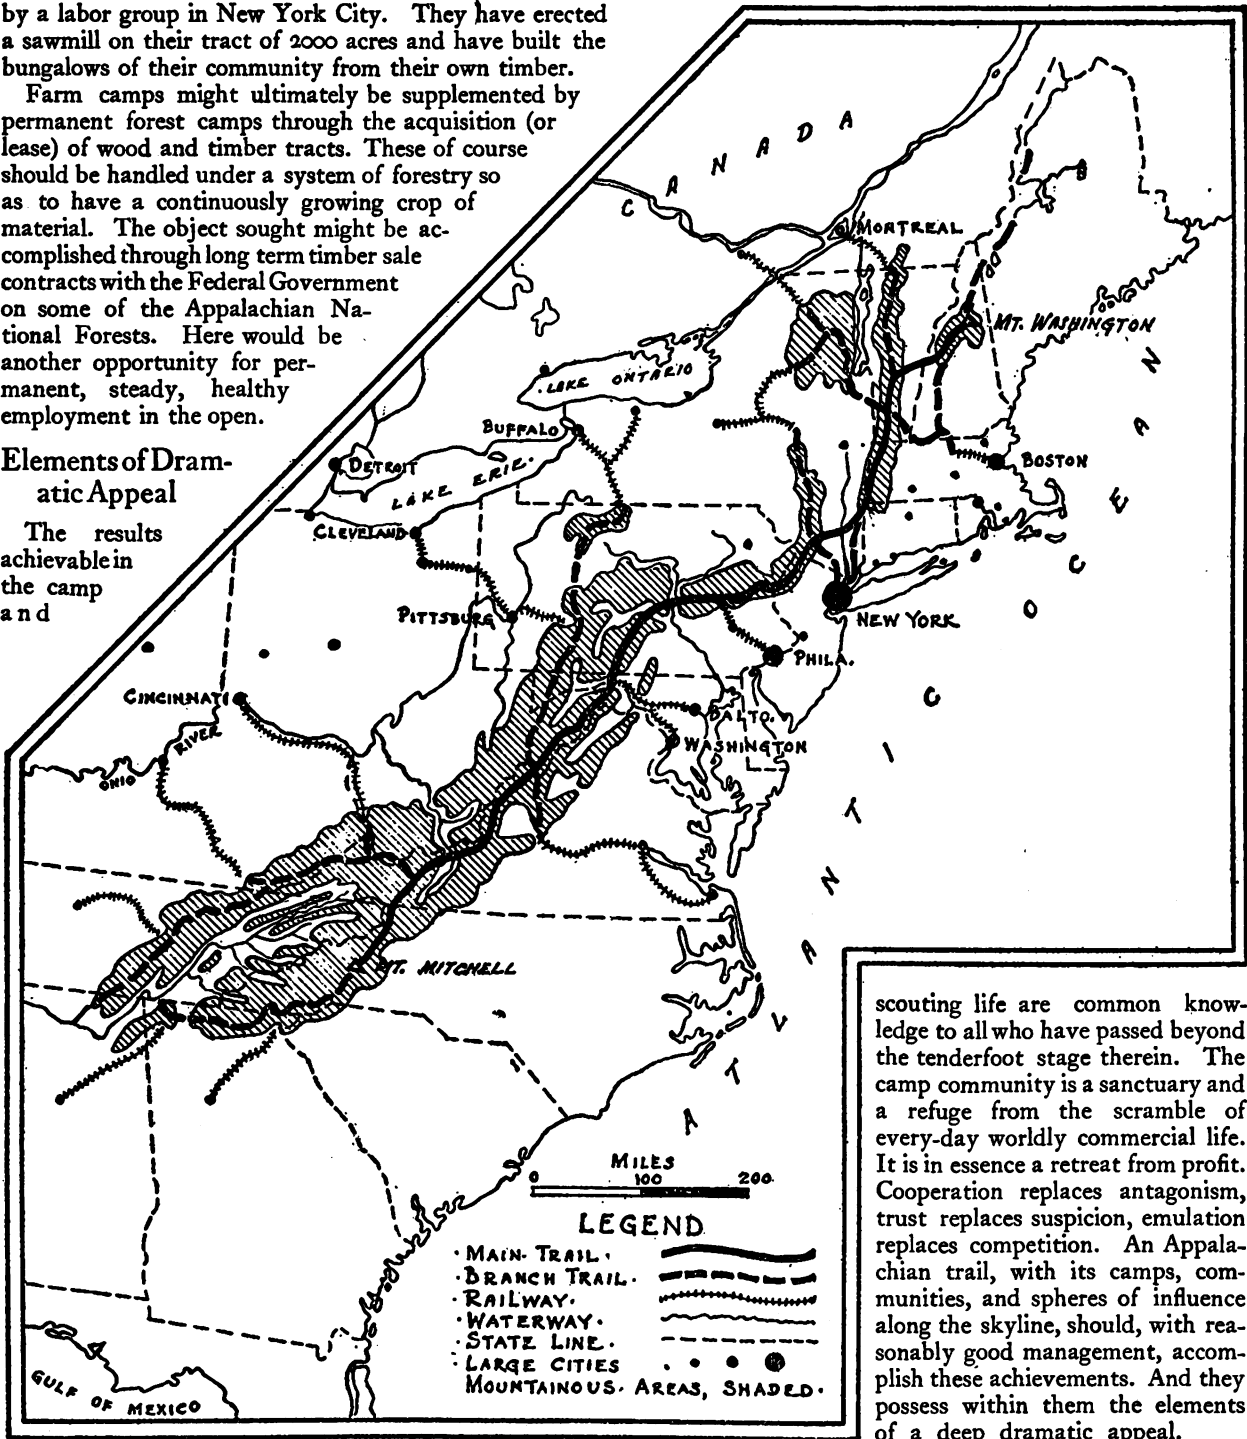 by a labor group in New York City. They have erected
a sawmill on their tract of 2000 acres and have built the
bungalows of their community from their own timber.
Farm camps might ultimately be supplemented by
permanent forest camps through the acquisition (or
lease) of wood and timber tracts. These of course
should be handled under a system of forestry so
as to have a continuously growing crop of
material. The object sought might be ac-
complished through long term timber sale
contracts with the Federal Government
on some of the Appalachian Na-
tional Forests. Here would be
another opportunity for per-
manent, steady, healthy
employment in the open.
Elements of Dram-
atic Appeal
The results
achievable in
the camp
and
CANADA
MONTREAL
MT. WASHINGTON
LAKE ONTARIO
BUFFALO
DETROIT
LAKE ERIE.
BOSTON
CLEVELAND
PITTSBURG
NEW YORK
PHILA.
CINCINNATI
BALTO.
WASHINGTON
OHIO RIVER
MT. MITCHELL
ATLANTIC OCEAN
MILES
0 100 200
LEGEND
· MAIN TRAIL ·
· BRANCH TRAIL ·
· RAILWAY ·
· WATERWAY ·
· STATE LINE ·
· LARGE CITIES
MOUNTAINOUS · AREAS, SHADED ·
GULF OF MEXICO
scouting life are common know-
ledge to all who have passed beyond
the tenderfoot stage therein. The
camp community is a sanctuary and
a refuge from the scramble of
every-day worldly commercial life.
It is in essence a retreat from profit.
Cooperation replaces antagonism,
trust replaces suspicion, emulation
replaces competition. An Appala-
chian trail, with its camps, com-
munities, and spheres of influence
along the skyline, should, with rea-
sonably good management, accom-
plish these achievements. And they
possess within them the elements
of a deep dramatic appeal.